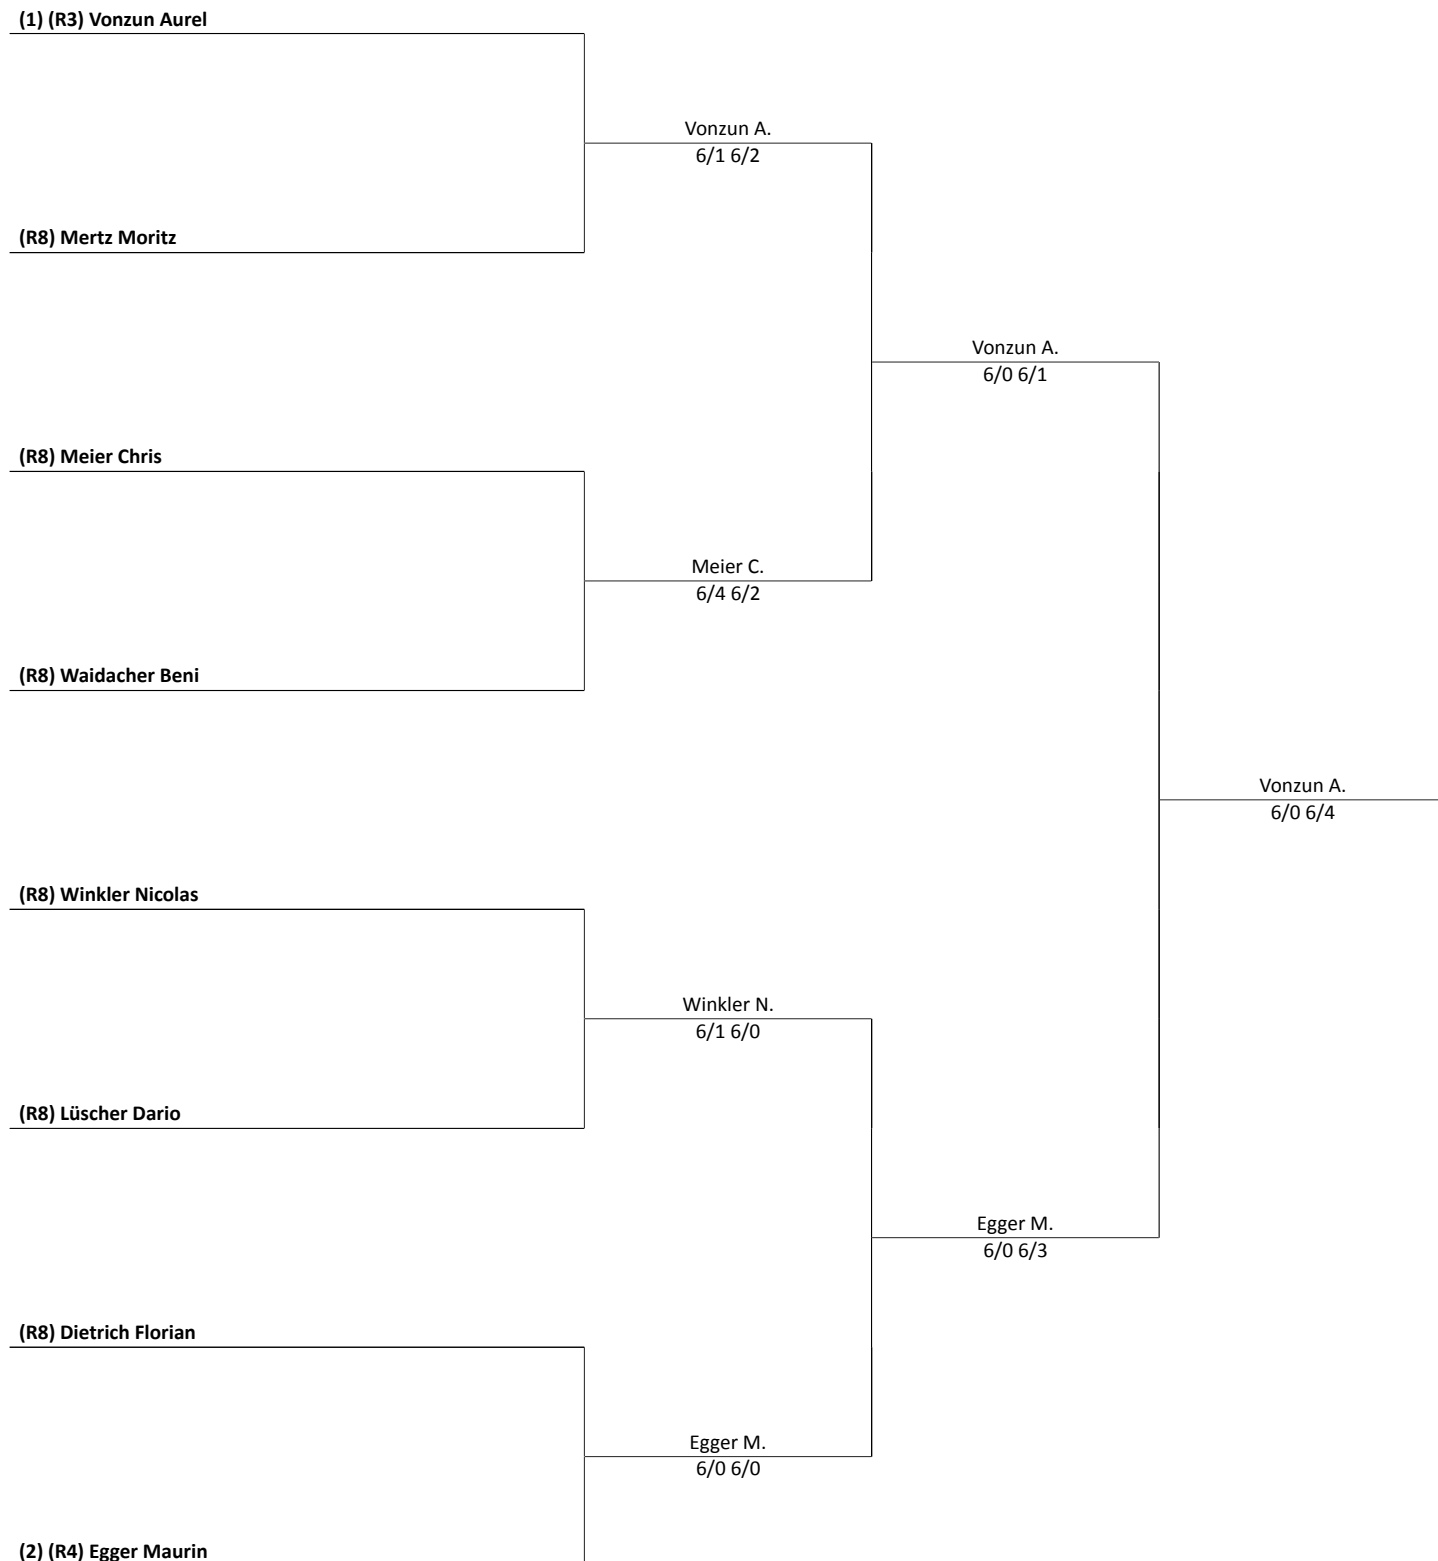 (1) (R3) Vonzun Aurel
Vonzun A.
6/1 6/2
(R8) Mertz Moritz
Vonzun A.
6/0 6/1
(R8) Meier Chris
Meier C.
6/4 6/2
(R8) Waidacher Beni
Vonzun A.
6/0 6/4
(R8) Winkler Nicolas
Winkler N.
6/1 6/0
(R8) Lüscher Dario
Egger M.
6/0 6/3
(R8) Dietrich Florian
Egger M.
6/0 6/0
(2) (R4) Egger Maurin